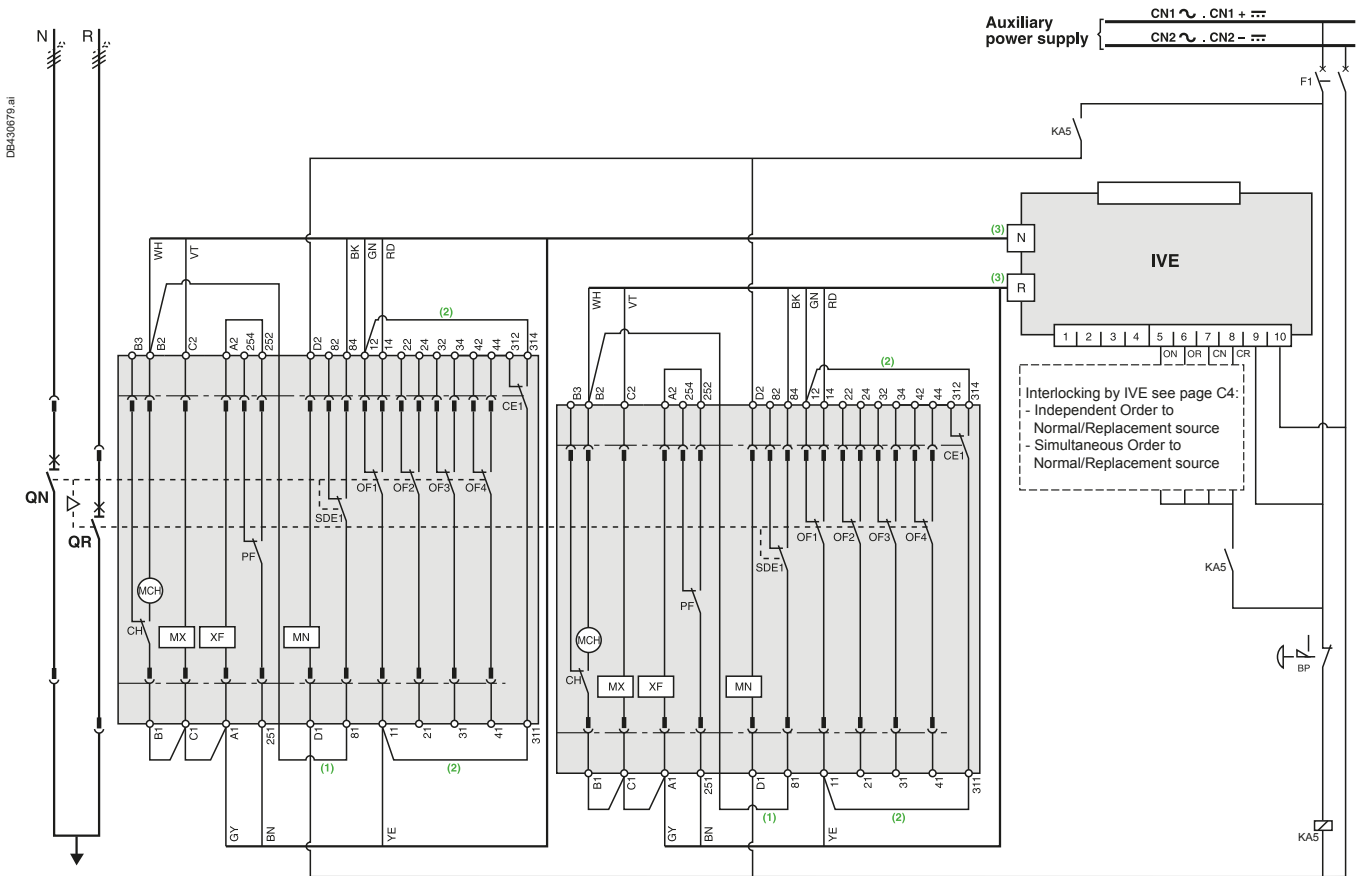 Auxiliary
power supply
CN1 ∿ . CN1 + ⎓
CN2 ∿ . CN2 – ⎓
N
R
DB430679.ai
F1
KA5
(3)
N
(3)
R
IVE
1 2 3 4 5 6 7 8 9 10
ON OR CN CR
Interlocking by IVE see page C4:
- Independent Order to
Normal/Replacement source
- Simultaneous Order to
Normal/Replacement source
WH VT BK GN RD
(2)
B3 B2 C2 A2 254 252 D2 82 84 12 14 22 24 32 34 42 44 312 314
CE1
OF1 OF2 OF3 OF4
SDE1
PF
MCH
CH
MX XF MN
B1 C1 A1 251 D1 81 11 21 31 41 311
(1) (2)
GY BN YE
QN
QR
WH VT BK GN RD
(2)
B3 B2 C2 A2 254 252 D2 82 84 12 14 22 24 32 34 42 44 312 314
CE1
OF1 OF2 OF3 OF4
SDE1
PF
MCH
CH
MX XF MN
B1 C1 A1 251 D1 81 11 21 31 41 311
(1) (2)
GY BN YE
KA5
BP
KA5